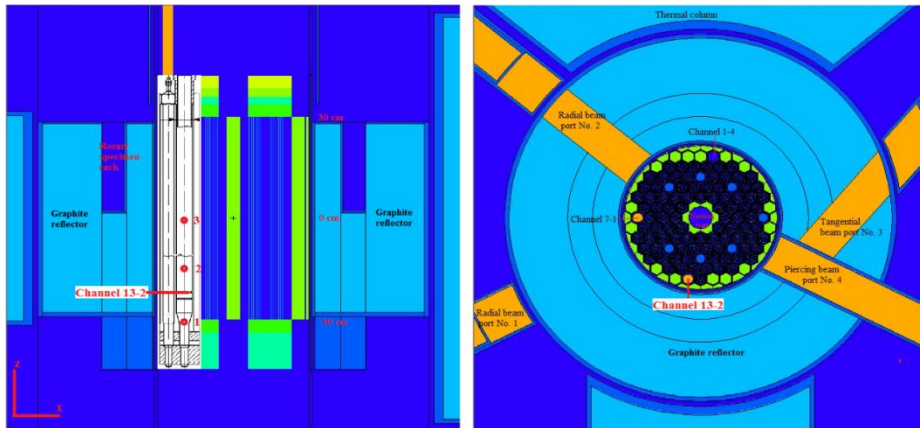 30 cm
Rotary
specimen
rack
3
Graphite
reflector
0 cm
Graphite
reflector
2
Channel 13-2
1
-30 cm
Z
X
Thermal column
Radial beam
port No. 2
Channel 1-4
Channel 7-1
Tangential
beam port No. 3
Piercing beam
port No. 4
Channel 13-2
Radial beam
port No. 1
Graphite reflector